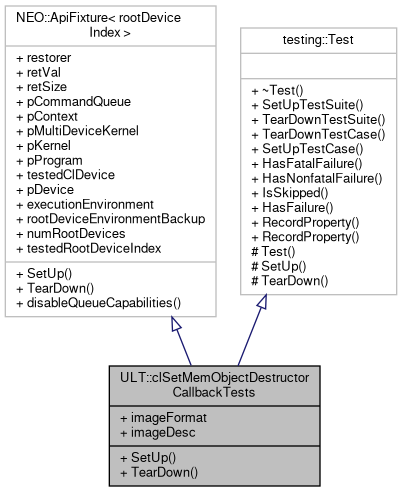 NEO::ApiFixture< rootDevice
Index >
+ restorer
+ retVal
+ retSize
+ pCommandQueue
+ pContext
+ pMultiDeviceKernel
+ pKernel
+ pProgram
+ testedClDevice
+ pDevice
+ executionEnvironment
+ rootDeviceEnvironmentBackup
+ numRootDevices
+ testedRootDeviceIndex
+ SetUp()
+ TearDown()
+ disableQueueCapabilities()
testing::Test
+ ~Test()
+ SetUpTestSuite()
+ TearDownTestSuite()
+ TearDownTestCase()
+ SetUpTestCase()
+ HasFatalFailure()
+ HasNonfatalFailure()
+ IsSkipped()
+ HasFailure()
+ RecordProperty()
+ RecordProperty()
# Test()
# SetUp()
# TearDown()
ULT::clSetMemObjectDestructor
CallbackTests
+ imageFormat
+ imageDesc
+ SetUp()
+ TearDown()